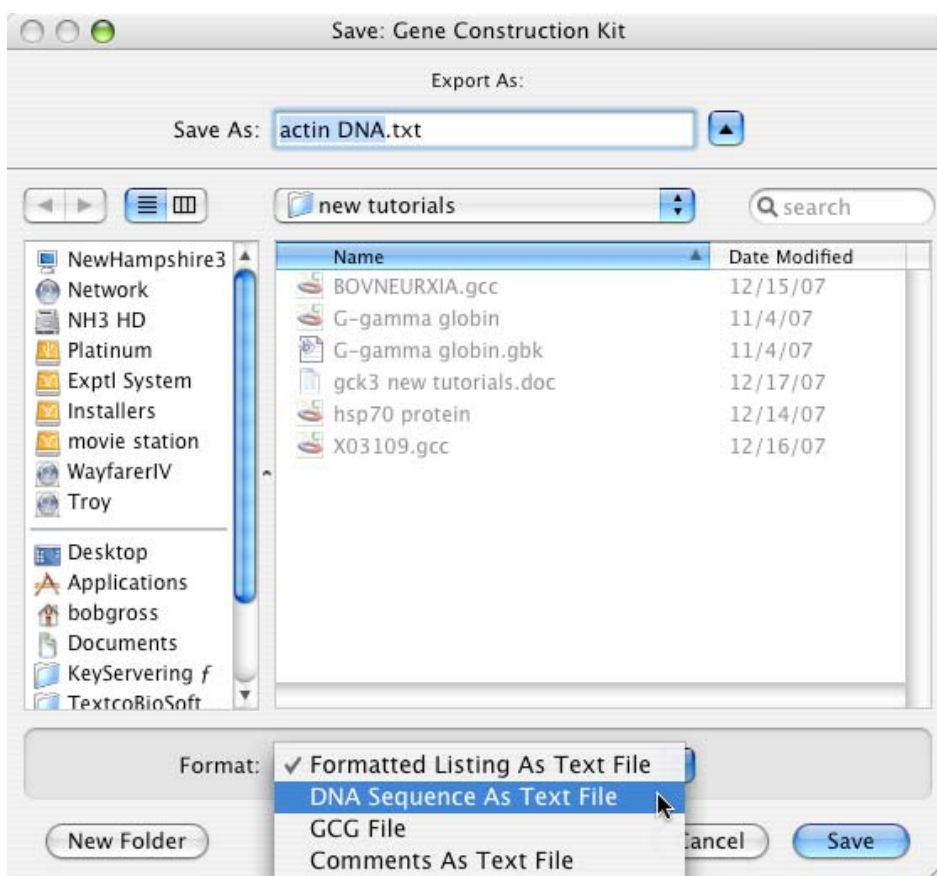 Save: Gene Construction Kit
Export As:
Save As: actin DNA.txt
new tutorials
search
NewHampshire3
Network
NH3 HD
Platinum
Exptl System
Installers
movie station
WayfarerIV
Troy
Desktop
Applications
bobgross
Documents
KeyServering ƒ
TextcoBioSoft
Name Date Modified
BOVNEURXIA.gcc 12/15/07
G-gamma globin 11/4/07
G-gamma globin.gbk 11/4/07
gck3 new tutorials.doc 12/17/07
hsp70 protein 12/14/07
X03109.gcc 12/16/07
Format: ✓ Formatted Listing As Text File
DNA Sequence As Text File
GCG File
Comments As Text File
New Folder
Cancel
Save